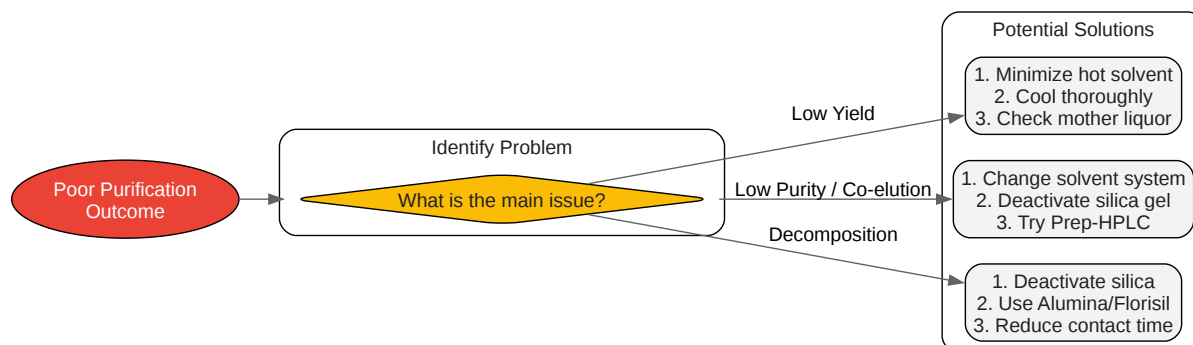 Poor Purification
Outcome
Identify Problem
What is the main issue?
Low Yield
Low Purity / Co-elution
Decomposition
Potential Solutions
1. Minimize hot solvent
2. Cool thoroughly
3. Check mother liquor
1. Change solvent system
2. Deactivate silica gel
3. Try Prep-HPLC
1. Deactivate silica
2. Use Alumina/Florisil
3. Reduce contact time